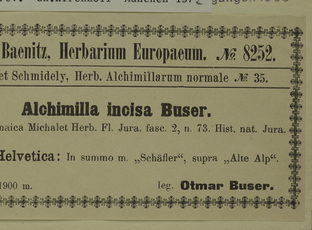 Baenitz, Herbarium Europaeum. № 8252.
et Schmidely, Herb. Alchimillarum normale № 35.
Alchimilla incisa Buser.
naica Michalet Herb. Fl. Jura. fasc. 2, n. 73. Hist. nat. Jura.
Helvetica: In summo m. „Schäfler“, supra „Alte Alp“.
1900 m. leg. Otmar Buser.